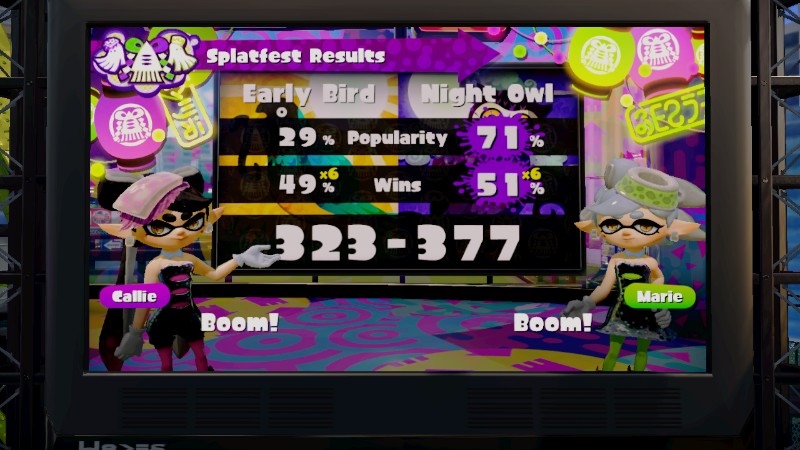 Splatfest Results
Early Bird Night Owl
29% Popularity 71%
49%x6 Wins 51%x6
323-377
Callie
Marie
Boom! Boom!